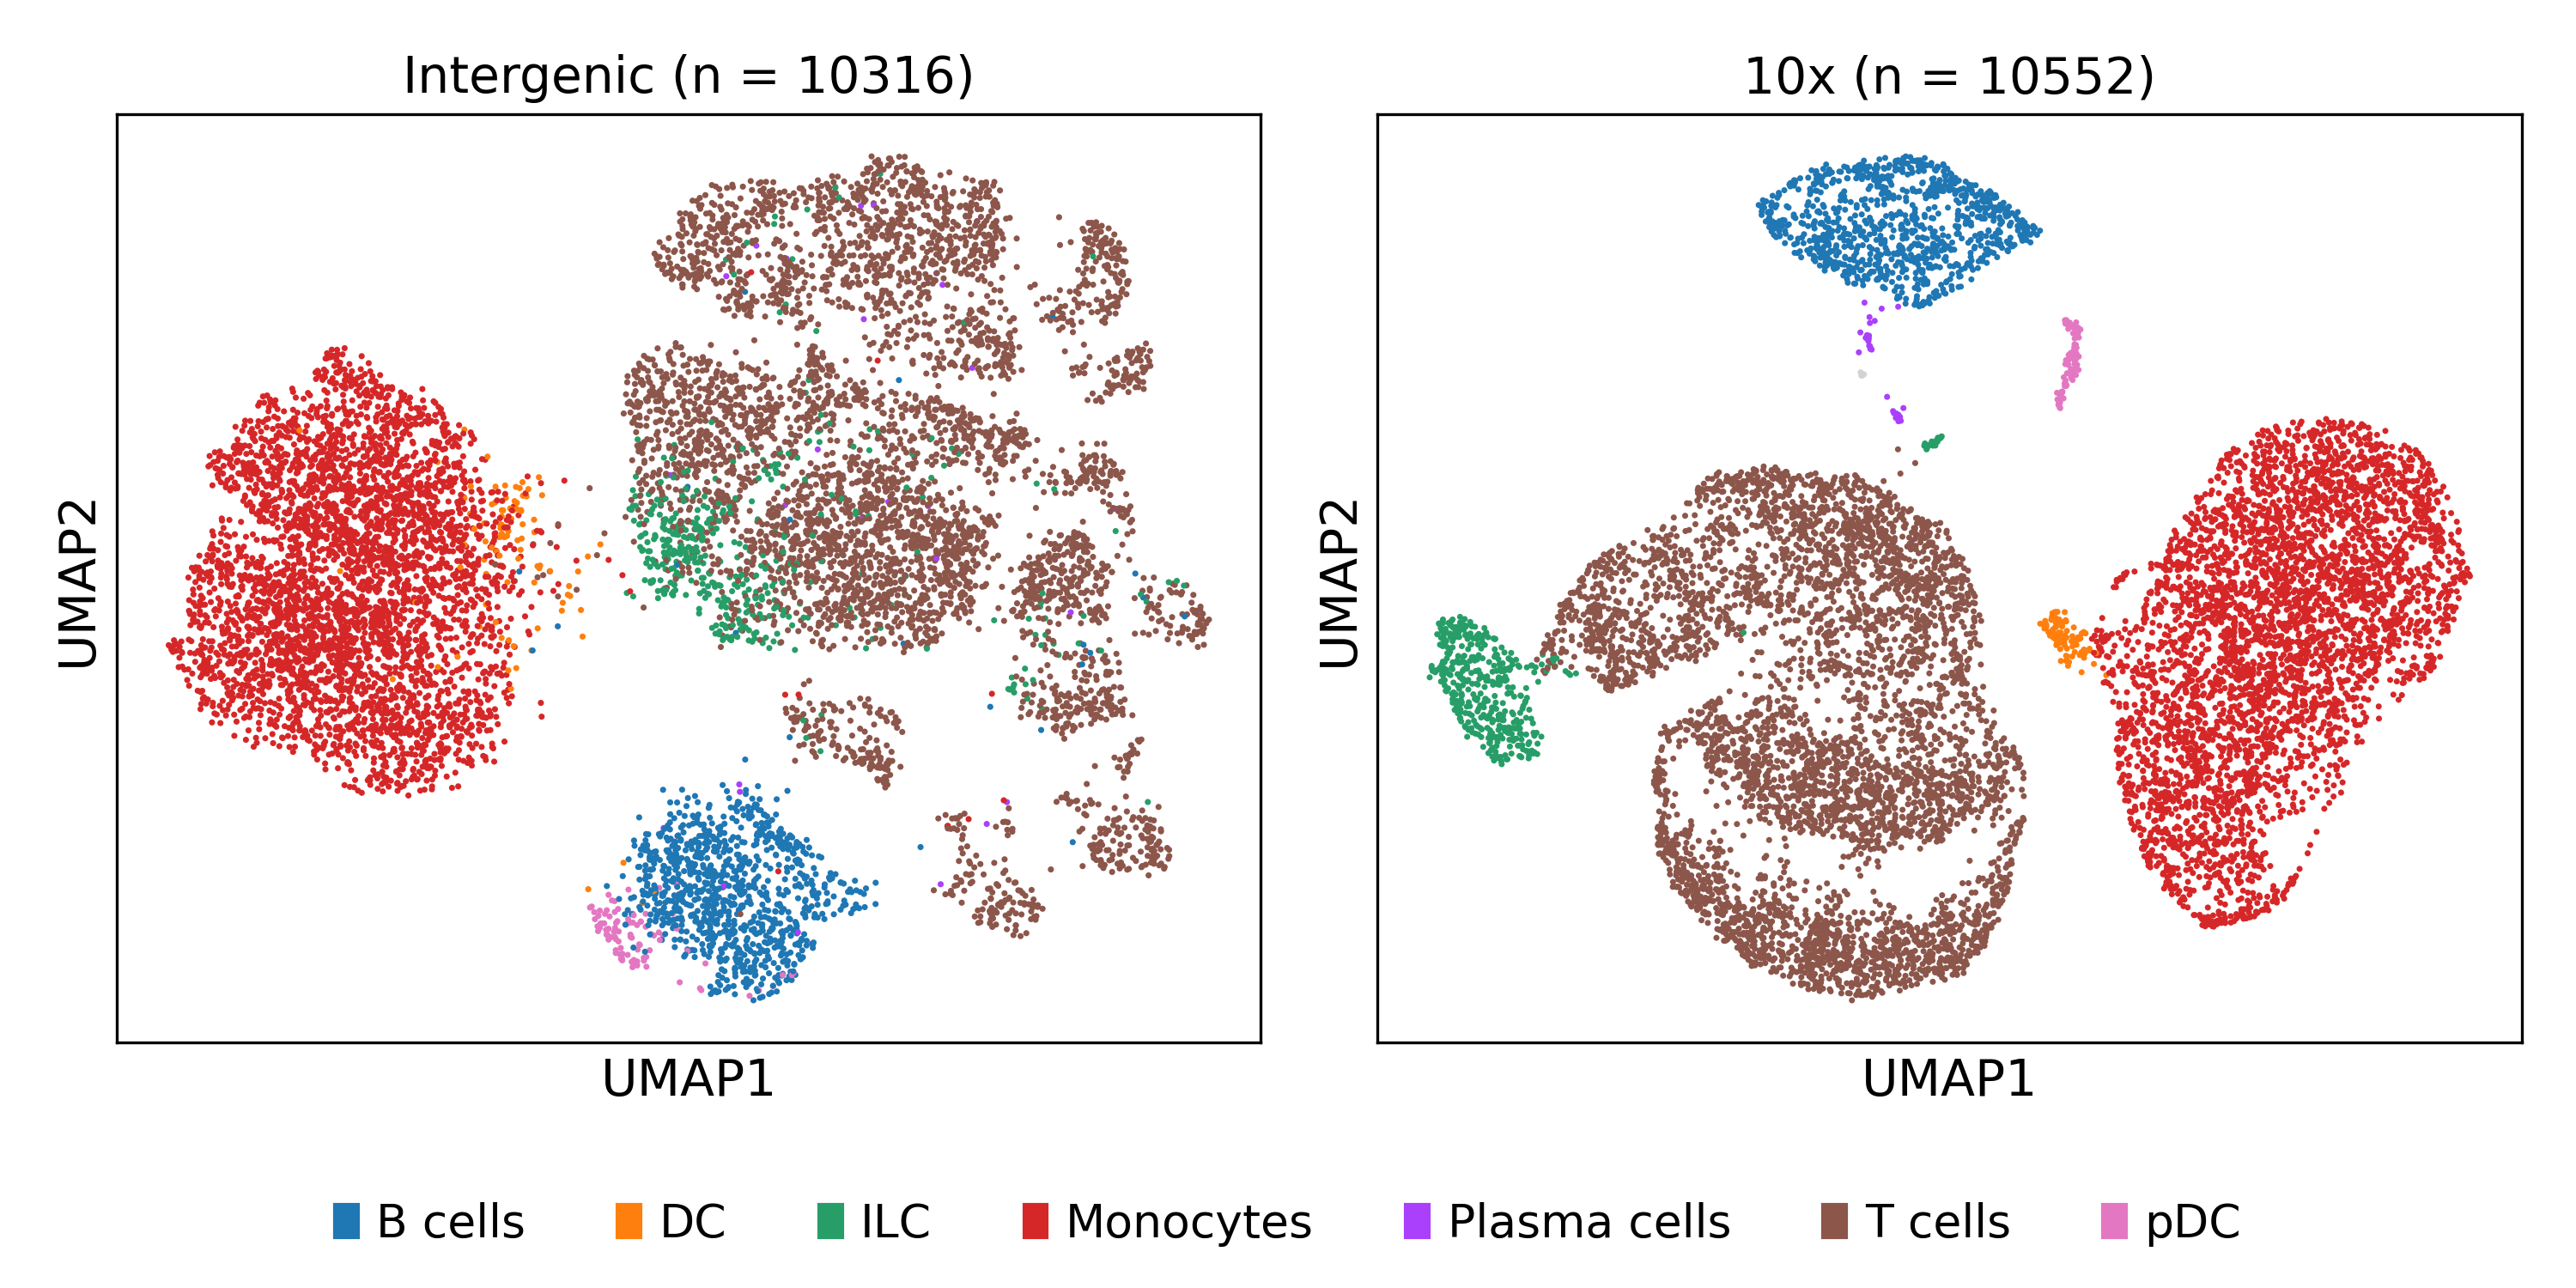 Intergenic (n = 10316)
10x (n = 10552)
UMAP2
UMAP2
UMAP1
UMAP1
B cells
DC
ILC
Monocytes
Plasma cells
T cells
pDC